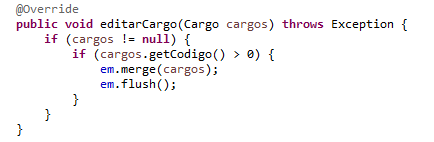 @Override
public void editarCargo(Cargo cargos) throws Exception {
    if (cargos != null) {
        if (cargos.getCodigo() > 0) {
            em.merge(cargos);
            em.flush();
        }
    }
}